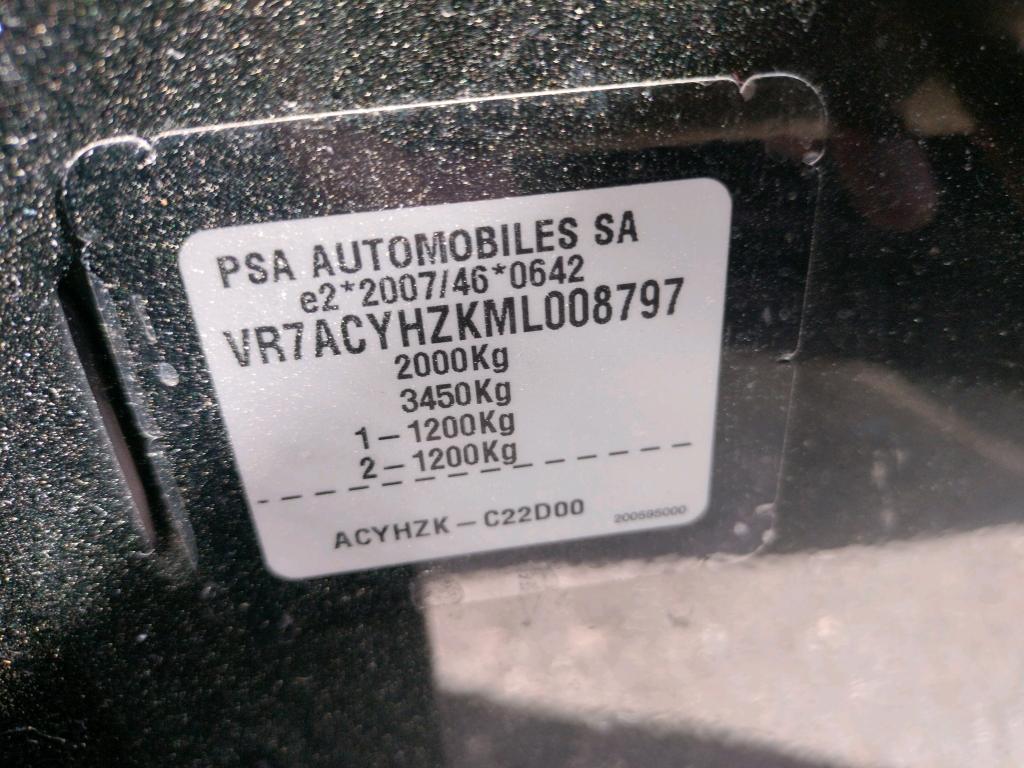 PSA AUTOMOBILES SA
e2*2007/46*0642
VR7ACYHZKML008797
2000Kg
3450Kg
1-1200Kg
2-1200Kg
ACYHZK-C22D00 200595000